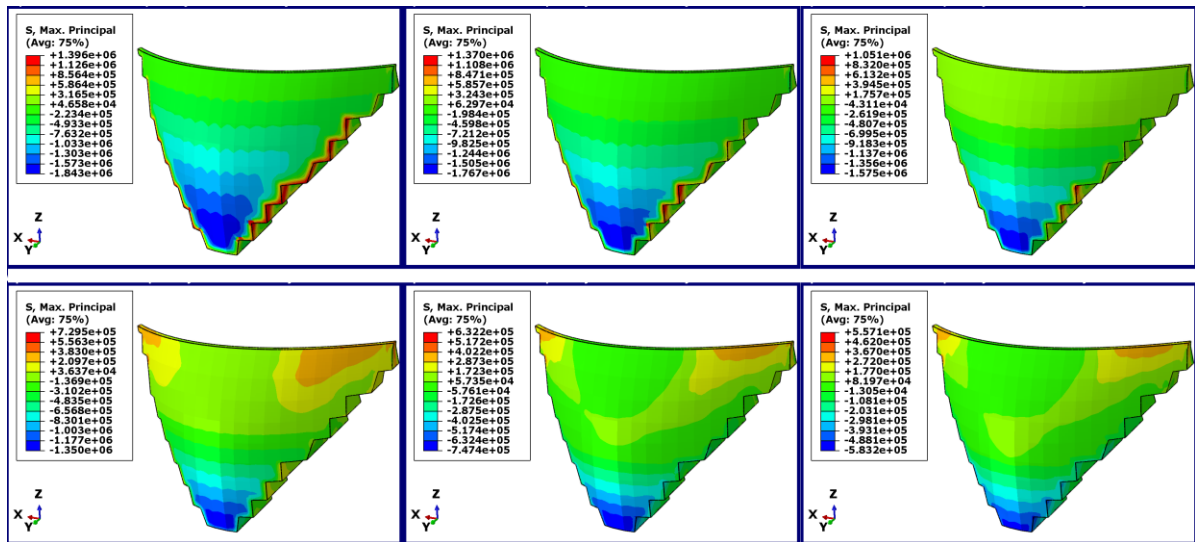 S, Max. Principal
(Avg: 75%)
+1.396e+06
+1.126e+06
+8.564e+05
+5.864e+05
+3.165e+05
+4.658e+04
-2.234e+05
-4.933e+05
-7.632e+05
-1.033e+06
-1.303e+06
-1.573e+06
-1.843e+06
Z
X
Y
S, Max. Principal
(Avg: 75%)
+1.370e+06
+1.108e+06
+8.471e+05
+5.857e+05
+3.243e+05
+6.297e+04
-1.984e+05
-4.598e+05
-7.212e+05
-9.825e+05
-1.244e+06
-1.505e+06
-1.767e+06
Z
X
Y
S, Max. Principal
(Avg: 75%)
+1.051e+06
+8.320e+05
+6.132e+05
+3.945e+05
+1.757e+05
-4.311e+04
-2.619e+05
-4.807e+05
-6.995e+05
-9.183e+05
-1.137e+06
-1.356e+06
-1.575e+06
Z
X
Y
S, Max. Principal
(Avg: 75%)
+7.295e+05
+5.563e+05
+3.830e+05
+2.097e+05
+3.637e+04
-1.369e+05
-3.102e+05
-4.835e+05
-6.568e+05
-8.301e+05
-1.003e+06
-1.177e+06
-1.350e+06
Z
X
Y
S, Max. Principal
(Avg: 75%)
+6.322e+05
+5.172e+05
+4.022e+05
+2.873e+05
+1.723e+05
+5.735e+04
-5.761e+04
-1.726e+05
-2.875e+05
-4.025e+05
-5.174e+05
-6.324e+05
-7.474e+05
Z
X
Y
S, Max. Principal
(Avg: 75%)
+5.571e+05
+4.620e+05
+3.670e+05
+2.720e+05
+1.770e+05
+8.197e+04
-1.305e+04
-1.081e+05
-2.031e+05
-2.981e+05
-3.931e+05
-4.881e+05
-5.832e+05
Z
X
Y